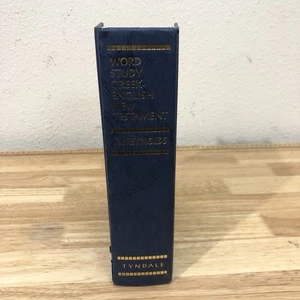 WORD
STUDY
GREEK-
ENGLISH
NEW
TESTAMENT
TYNDALE